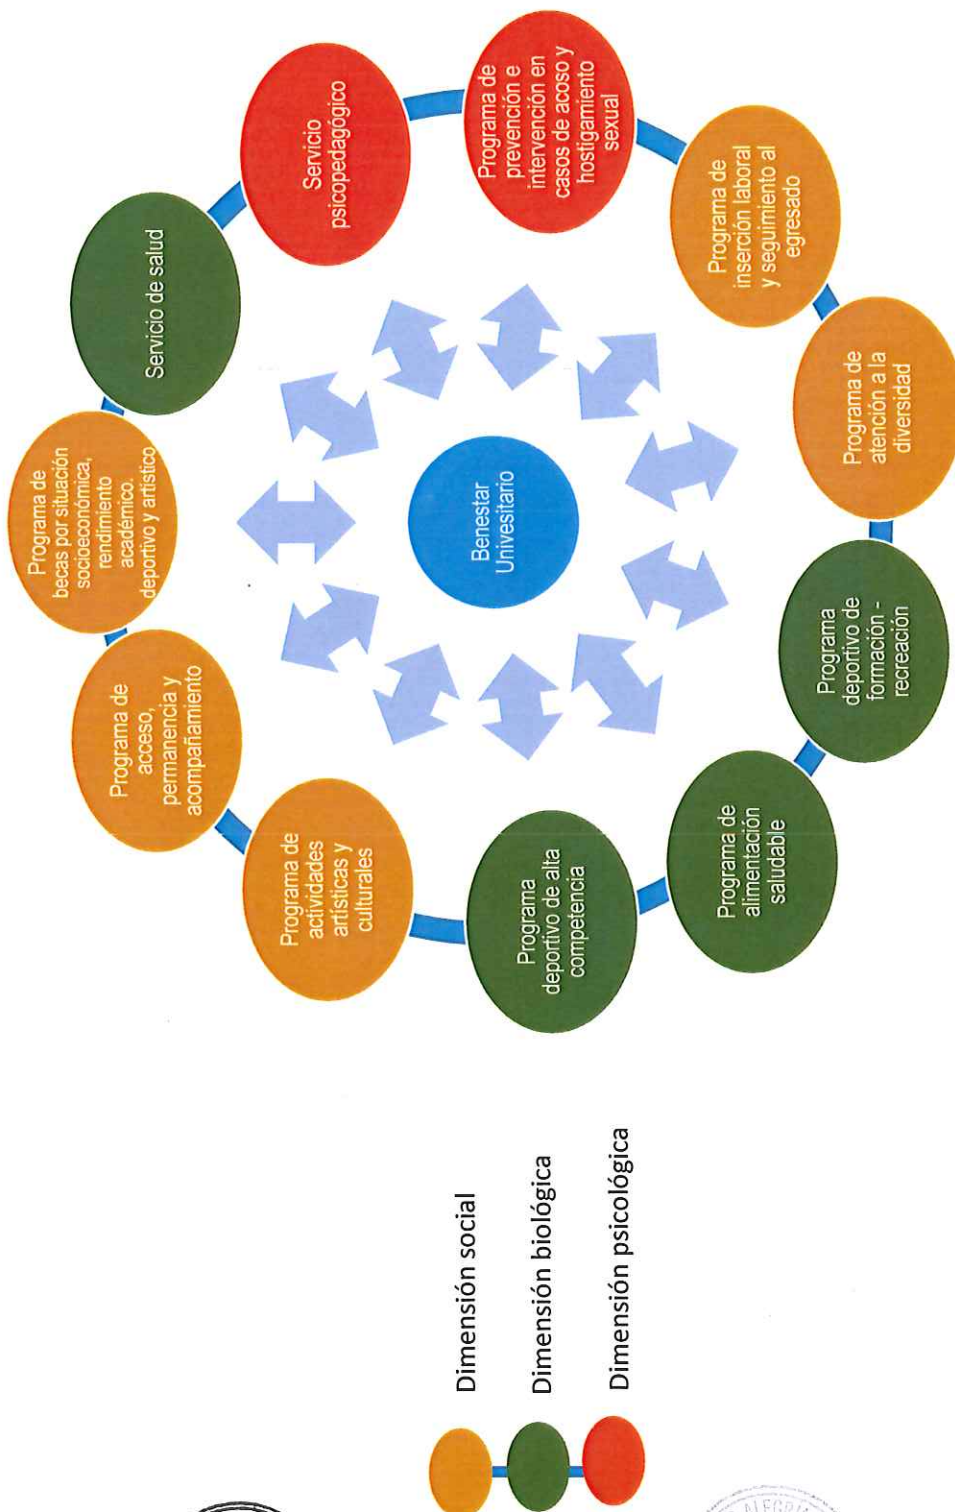 Programa de
becas por situación
socioeconómica,
rendimiento
académico.
deportivo y artístico
Servicio de salud
Servicio
psicopedagógico
Programa de
prevención e
intervención en
casos de acoso y
hostigamiento
sexual
Programa de
inserción laboral
y seguimiento al
egresado
Programa de
atención a la
diversidad
Programa
deportivo de
formación -
recreación
Programa de
alimentación
saludable
Programa
deportivo de alta
competencia
Programa de
actividades
artísticas y
culturales
Programa de
acceso,
permanencia y
acompañamiento
Benestar
Univesitario
Dimensión social
Dimensión biológica
Dimensión psicológica